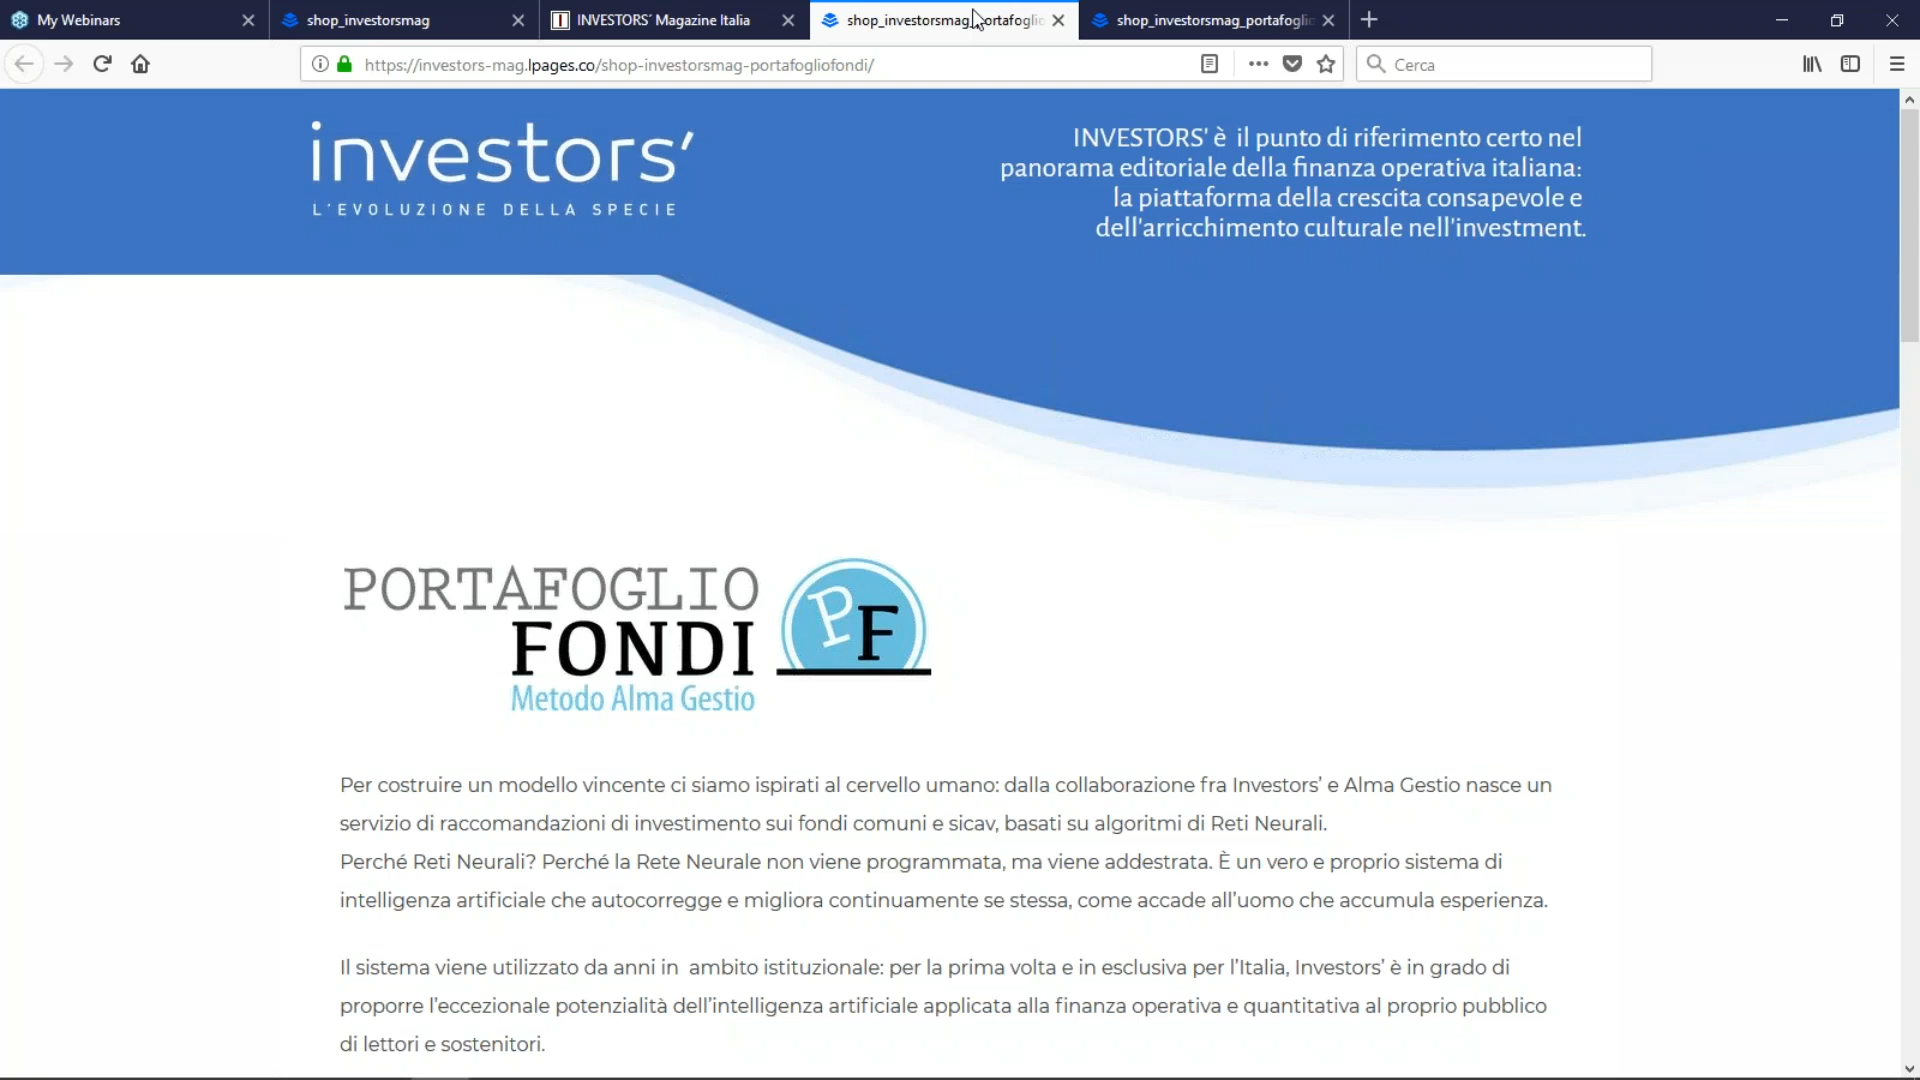 My Webinars
shop_investorsmag
INVESTORS' Magazine Italia
shop_investorsmag_portafoglio
shop_investorsmag_portafoglio
https://investors-mag.lpages.co/shop-investorsmag-portafogliofondi/
Cerca
investors'
L'EVOLUZIONE DELLA SPECIE
INVESTORS' è il punto di riferimento certo nel
panorama editoriale della finanza operativa italiana:
la piattaforma della crescita consapevole e
dell'arricchimento culturale nell'investment.
PORTAFOGLIO
FONDI
Metodo Alma Gestio
PF
Per costruire un modello vincente ci siamo ispirati al cervello umano: dalla collaborazione fra Investors’ e Alma Gestio nasce un
servizio di raccomandazioni di investimento sui fondi comuni e sicav, basati su algoritmi di Reti Neurali.
Perché Reti Neurali? Perché la Rete Neurale non viene programmata, ma viene addestrata. È un vero e proprio sistema di
intelligenza artificiale che autocorregge e migliora continuamente se stessa, come accade all’uomo che accumula esperienza.
Il sistema viene utilizzato da anni in ambito istituzionale: per la prima volta e in esclusiva per l’Italia, Investors’ è in grado di
proporre l’eccezionale potenzialità dell’intelligenza artificiale applicata alla finanza operativa e quantitativa al proprio pubblico
di lettori e sostenitori.